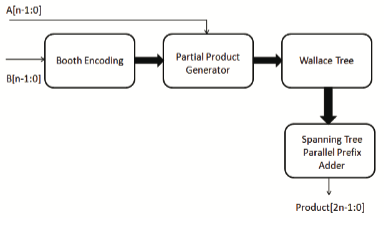 A[n-1:0]
Booth Encoding
Partial Product
Generator
Wallace Tree
B[n-1:0]
Spanning Tree
Parallel Prefix
Adder
Product[2n-1:0]